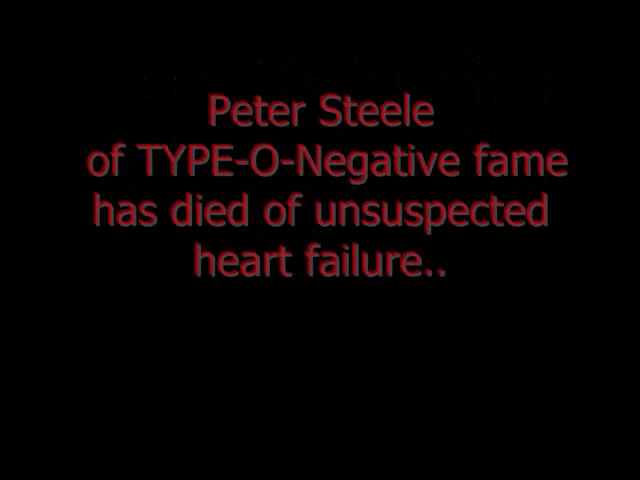 Peter Steele
of TYPE-O-Negative fame
has died of unsuspected
heart failure..